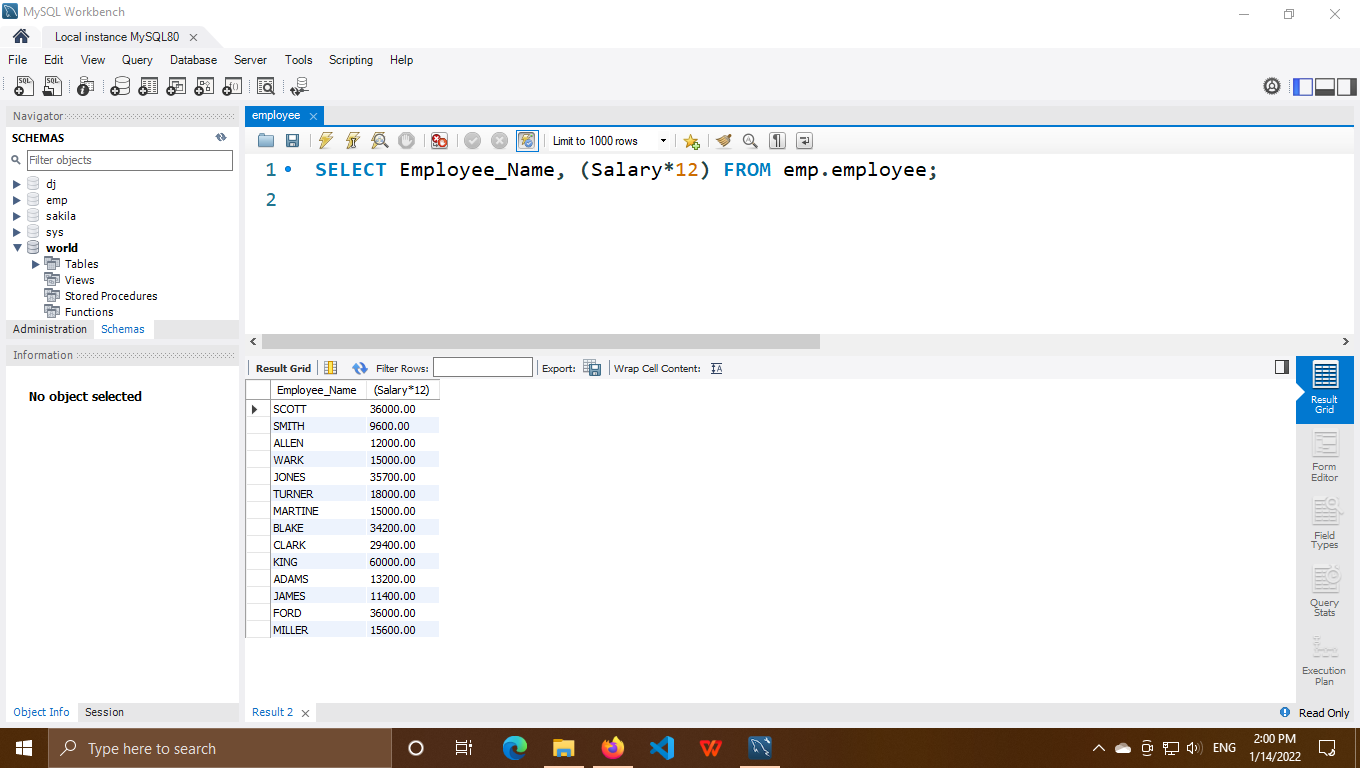 MySQL Workbench
Local instance MySQL80
File Edit View Query Database Server Tools Scripting Help
Navigator
SCHEMAS
Filter objects
dj
emp
sakila
sys
world
Tables
Views
Stored Procedures
Functions
Administration Schemas
Information
No object selected
Object Info Session
employee
Limit to 1000 rows
1 SELECT Employee_Name, (Salary*12) FROM emp.employee;
2
Result Grid Filter Rows: Export: Wrap Cell Content:
Employee_Name (Salary*12)
SCOTT 36000.00
SMITH 9600.00
ALLEN 12000.00
WARK 15000.00
JONES 35700.00
TURNER 18000.00
MARTINE 15000.00
BLAKE 34200.00
CLARK 29400.00
KING 60000.00
ADAMS 13200.00
JAMES 11400.00
FORD 36000.00
MILLER 15600.00
Result
Grid
Form
Editor
Field
Types
Query
Stats
Execution
Plan
Result 2
Read Only
Type here to search
ENG
2:00 PM
1/14/2022